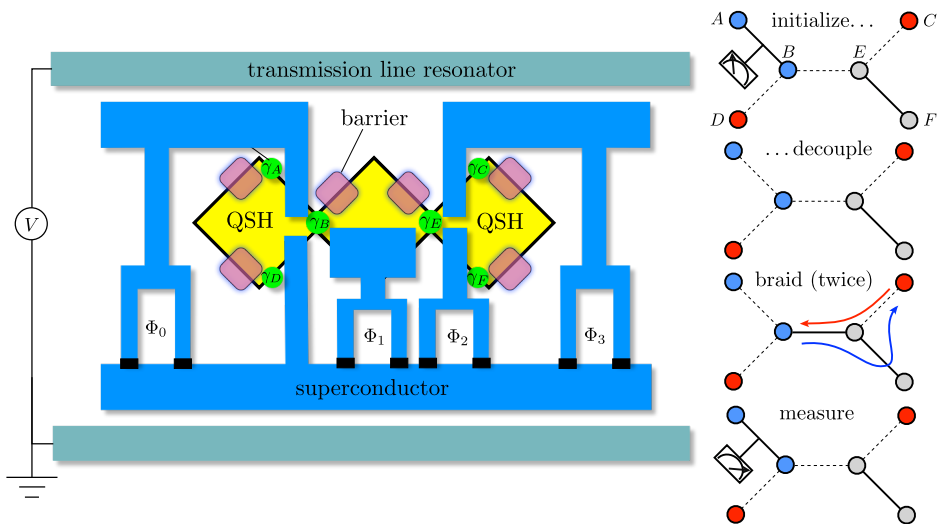 transmission line resonator
barrier
γA
γC
QSH
γB
γE
QSH
γD
γF
V
Φ0
Φ1
Φ2
Φ3
superconductor
A
initialize...
C
B
E
D
F
...decouple
braid (twice)
measure